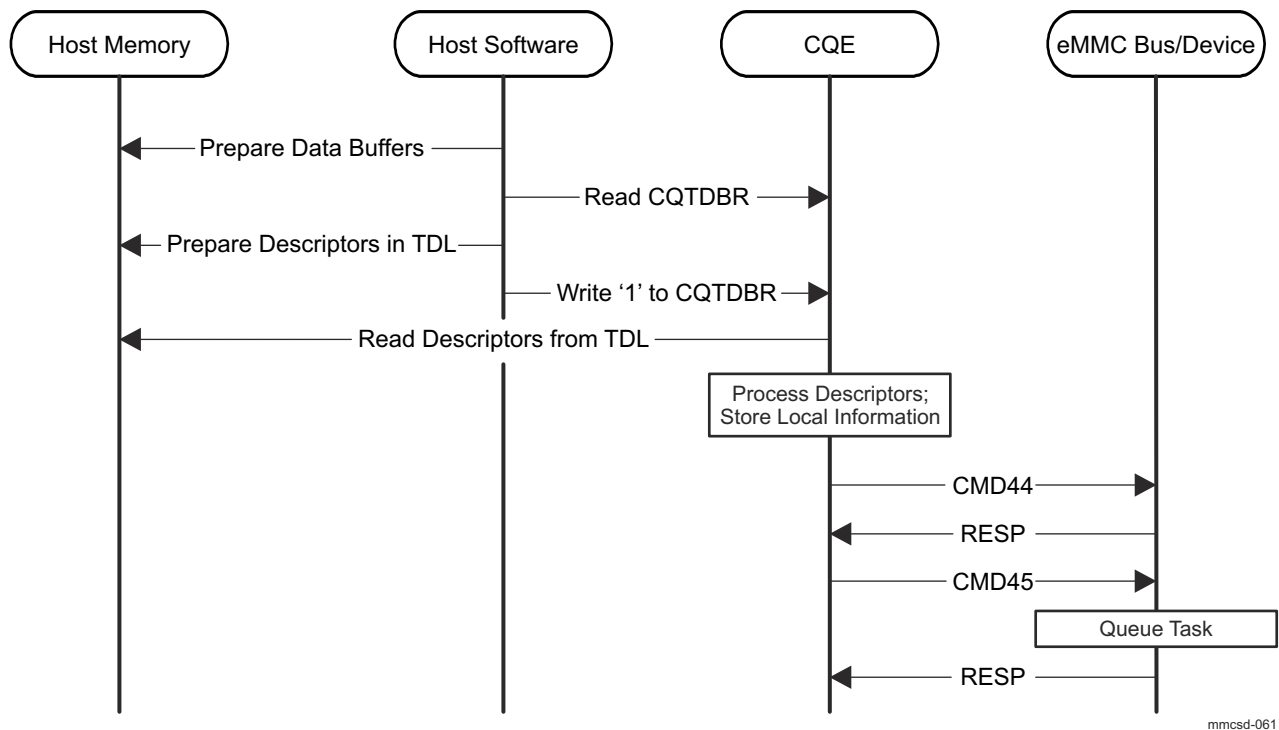 Host Memory
Host Software
CQE
eMMC Bus/Device
Prepare Data Buffers
Read CQTDBR
Prepare Descriptors in TDL
Write ‘1’ to CQTDBR
Read Descriptors from TDL
Process Descriptors;
Store Local Information
CMD44
RESP
CMD45
Queue Task
RESP
mmcsd-061